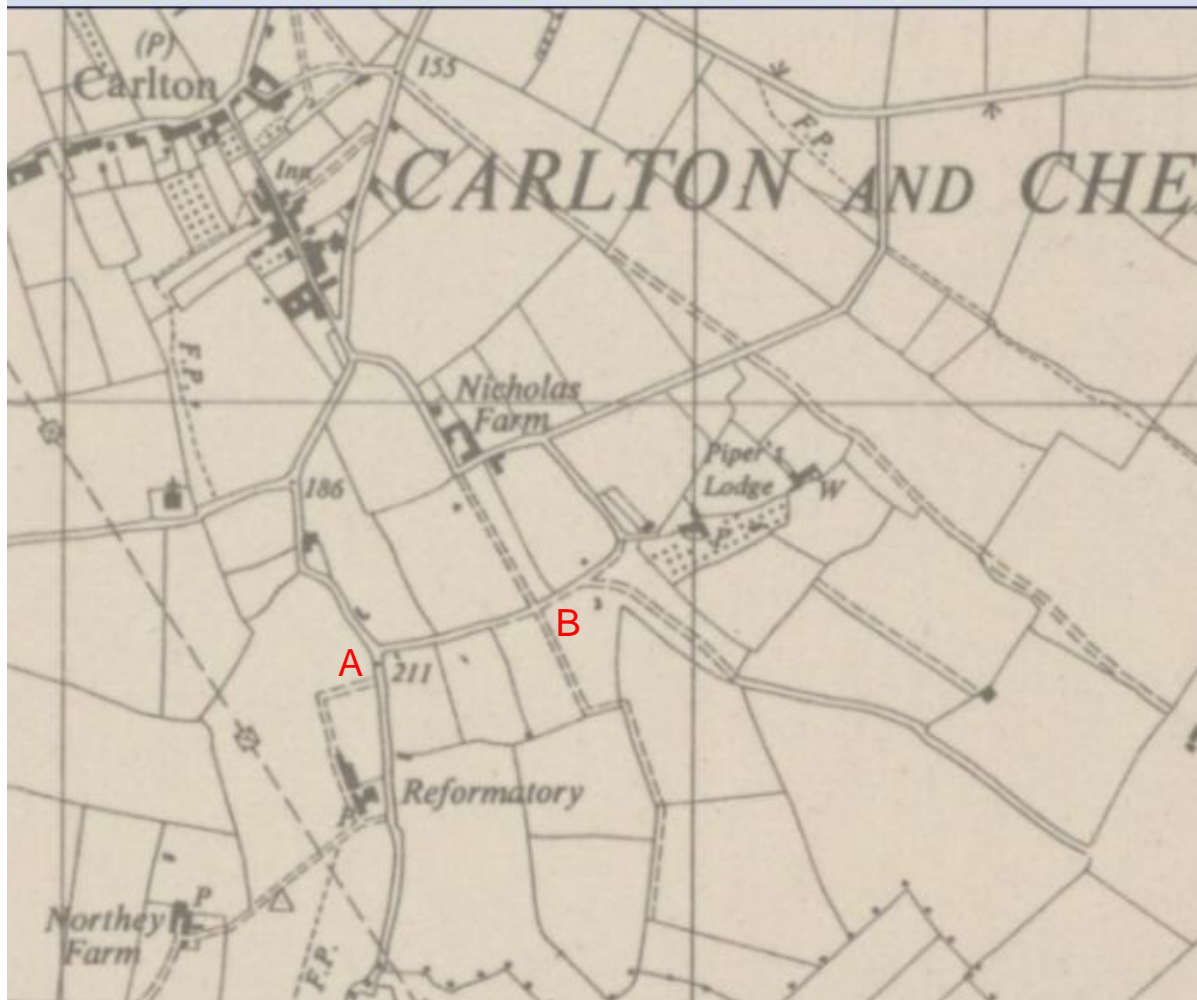 (P)
Carlton
155
F.P.
Inn
CARLTON AND CHE
F.P.
Nicholas
Farm
Piper's
Lodge
W
186
P
B
A
211
Reformatory
P
P
Northey
Farm
F.P.